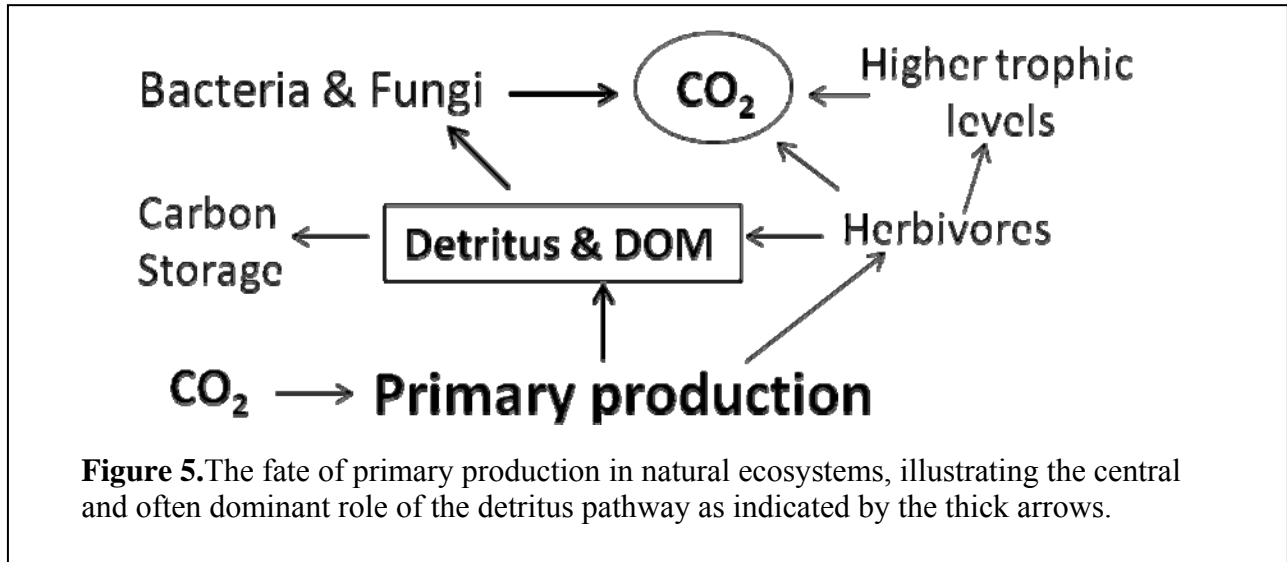 Bacteria & Fungi
CO₂
Higher trophic
levels
Carbon
Storage
Detritus & DOM
Herbivores
CO₂
Primary production
Figure 5.The fate of primary production in natural ecosystems, illustrating the central
and often dominant role of the detritus pathway as indicated by the thick arrows.